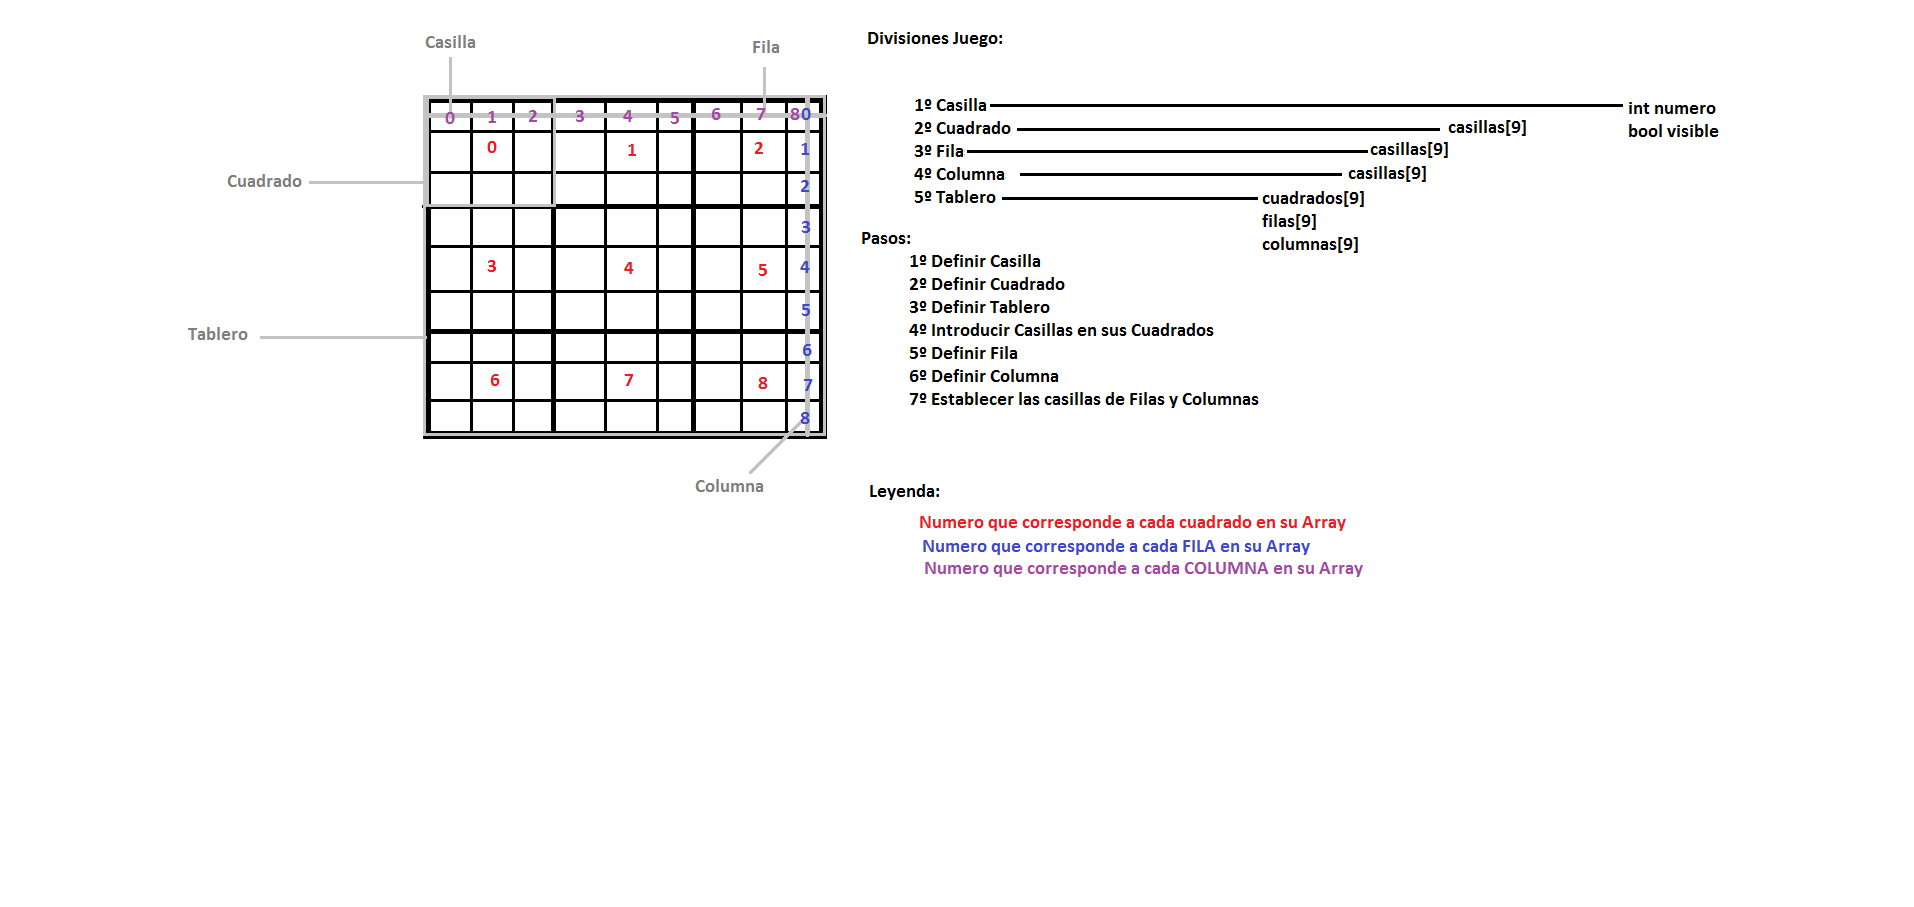 Casilla
Fila
0 1 2 3 4 5 6 7 8 0
0 1 2 1
2
Cuadrado
3
3 4 5 4
5
Tablero
6
6 7 8 7
8
Columna
Divisiones Juego:
1º Casilla int numero
bool visible
2º Cuadrado casillas[9]
3º Fila casillas[9]
4º Columna casillas[9]
5º Tablero cuadrados[9]
filas[9]
columnas[9]
Pasos:
1º Definir Casilla
2º Definir Cuadrado
3º Definir Tablero
4º Introducir Casillas en sus Cuadrados
5º Definir Fila
6º Definir Columna
7º Establecer las casillas de Filas y Columnas
Leyenda:
Numero que corresponde a cada cuadrado en su Array
Numero que corresponde a cada FILA en su Array
Numero que corresponde a cada COLUMNA en su Array